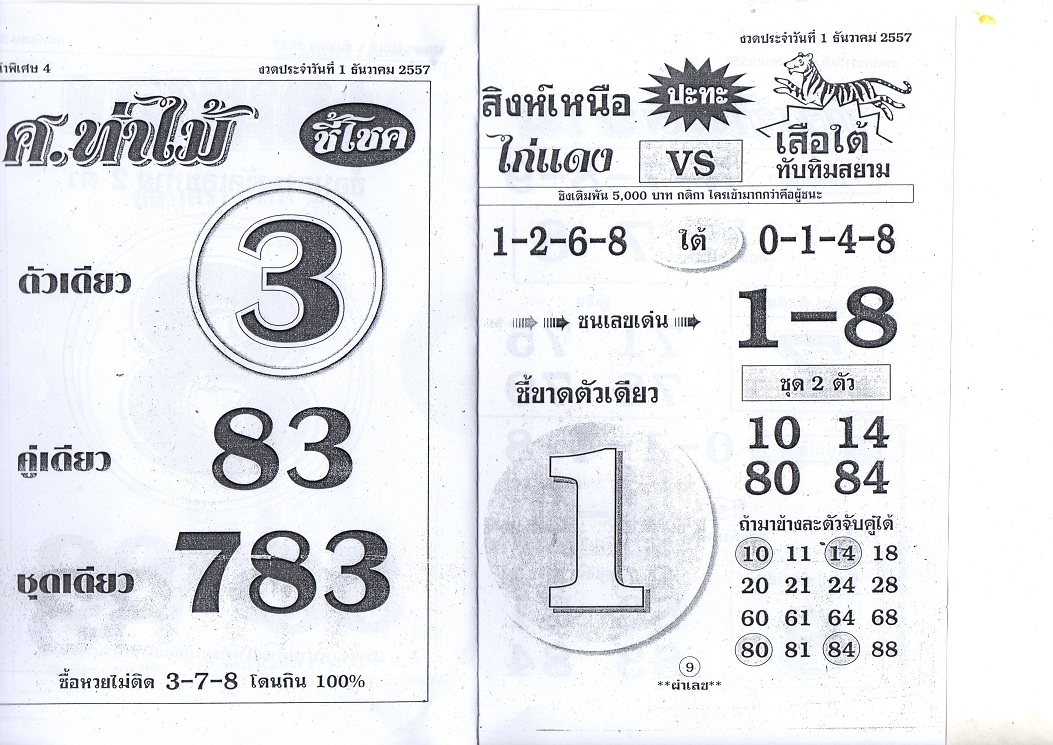 าพิเศษ 4
งวดประจำวันที่ 1 ธันวาคม 2557
ศ.ท่าไม้
ชี้โชค
ตัวเดียว
3
คู่เดียว
83
ชุดเดียว
783
ซื้อหวยไม่ติด 3-7-8 โดนกิน 100%
งวดประจำวันที่ 1 ธันวาคม 2557
สิงห์เหนือ
ปะทะ
เสือใต้
ไก่แดง
VS
ทับทิมสยาม
ชิงเดิมพัน 5,000 บาท กติกา ใครเข้ามากกว่าคือผู้ชนะ
1-2-6-8
ใต้
0-1-4-8
ชนเลขเด่น
1-8
ชี้ขาดตัวเดียว
1
ชุด 2 ตัว
10 14
80 84
ถ้ามาข้างละตัวจับคู่ได้
10 11 14 18
20 21 24 28
60 61 64 68
80 81 84 88
9
**ผ่าเลข**